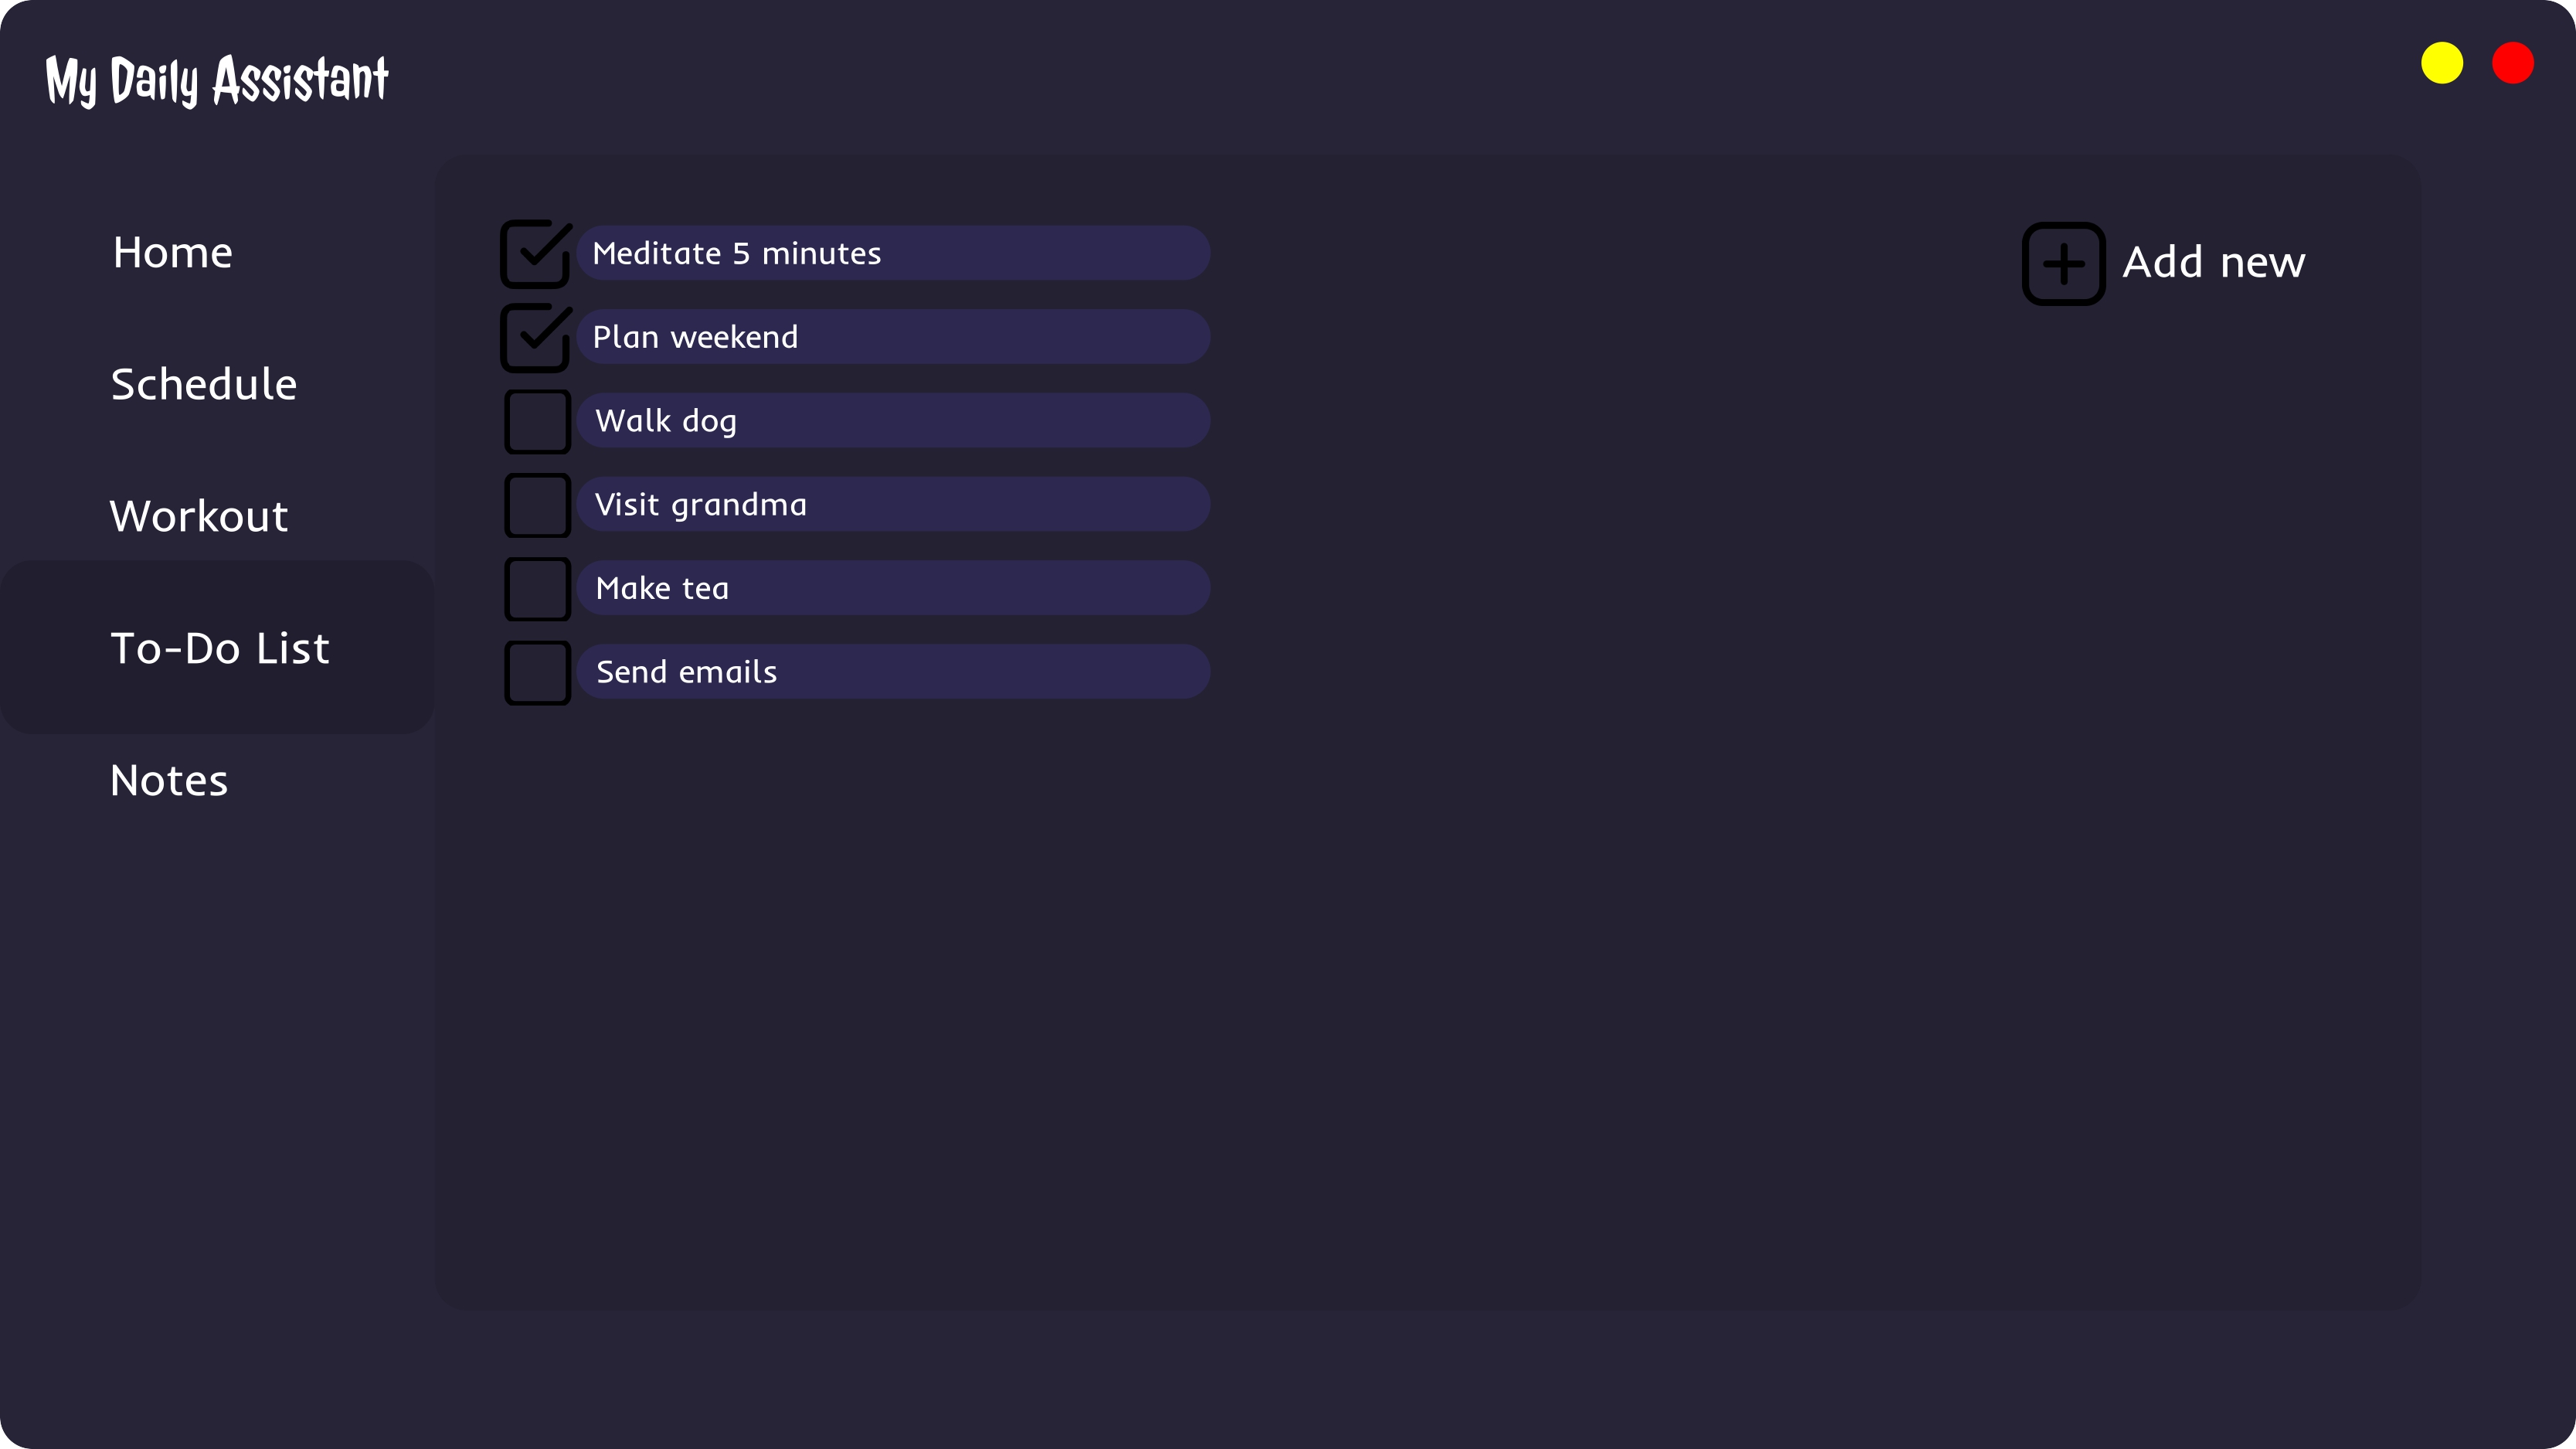 My Daily Assistant
Home
Schedule
Workout
To-Do List
Notes
Meditate 5 minutes
Plan weekend
Walk dog
Visit grandma
Make tea
Send emails
Add new